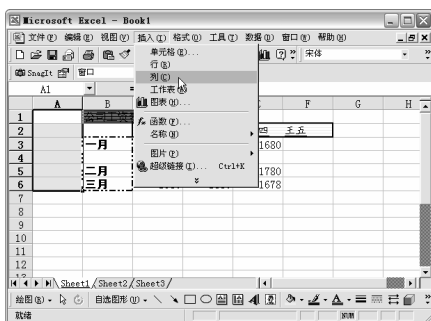 Microsoft Excel - Book1
文件(F) 编辑(E) 视图(V) 插入(I) 格式(O) 工具(T) 数据(D) 窗口(W) 帮助(H)
宋体
SnagIt 窗口
A1 =
单元格(E)...
行(R)
列(C)
工作表(W)
图表(H)...
函数(F)...
名称(N)
图片(P)
超级链接(I)... Ctrl+K
A B F G H
1
2 四 王五
3 一月 1680
4
5 二月 1780
6 三月 1678
7
8
9
10
11
12
Sheet1 Sheet2 Sheet3
绘图(R) 自选图形(U)
就绪